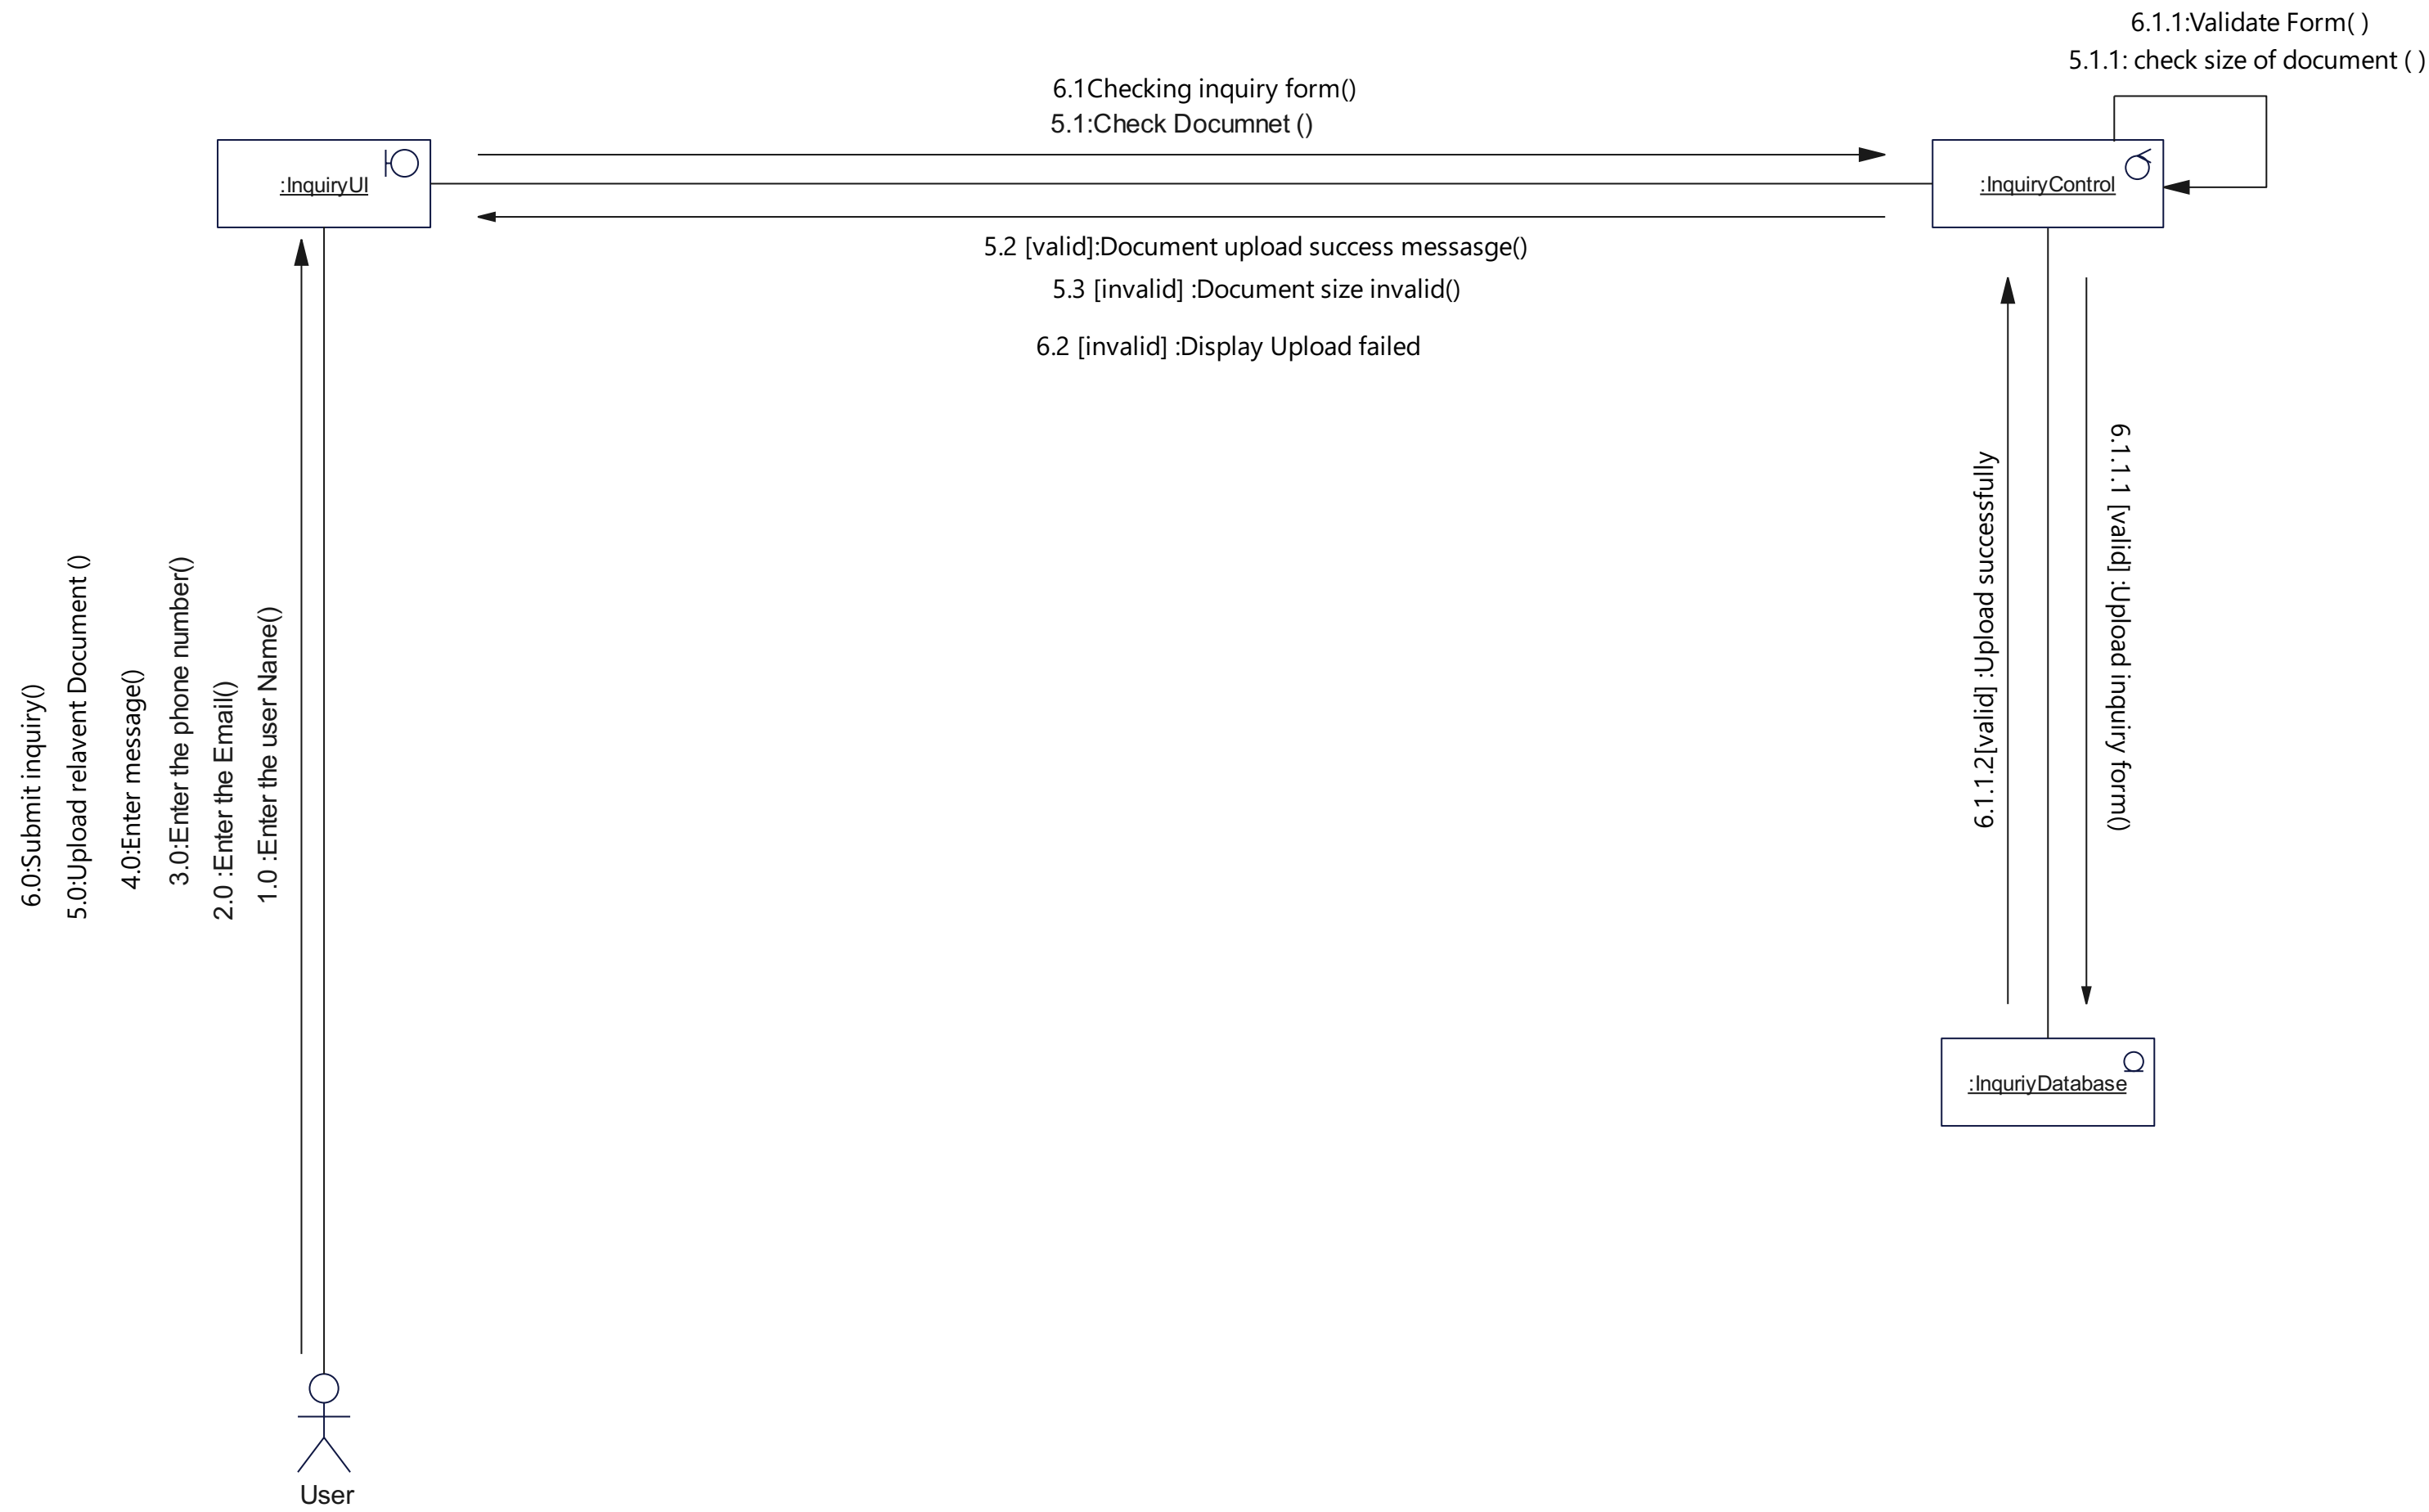 6.1.1:Validate Form( )
5.1.1: check size of document ( )
6.1Checking inquiry form()
5.1:Check Documnet ()
:InquiryUI
:InquiryControl
5.2 [valid]:Document upload success messasge()
5.3 [invalid] :Document size invalid()
6.2 [invalid] :Display Upload failed
6.0:Submit inquiry()
5.0:Upload relavent Document ()
4.0:Enter message()
3.0:Enter the phone number()
2.0 :Enter the Email()
1.0 :Enter the user Name()
6.1.1.2[valid] :Upload successfully
6.1.1.1 [valid] :Upload inquiry form()
:InquriyDatabase
User